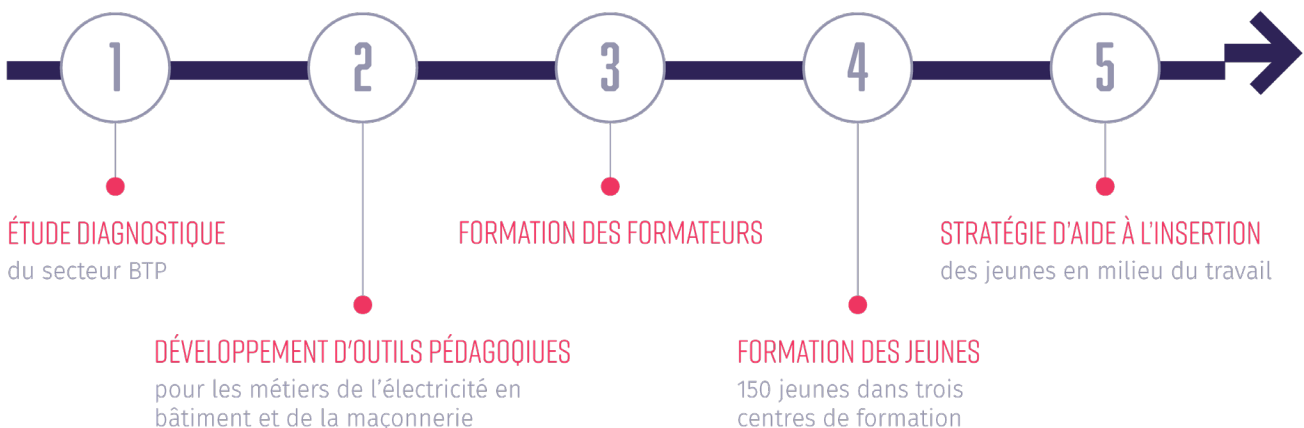 1
2
3
4
5
ÉTUDE DIAGNOSTIQUE
du secteur BTP
DÉVELOPPEMENT D'OUTILS PÉDAGOQIUES
pour les métiers de l'électricité en
bâtiment et de la maçonnerie
FORMATION DES FORMATEURS
FORMATION DES JEUNES
150 jeunes dans trois
centres de formation
STRATÉGIE D'AIDE À L'INSERTION
des jeunes en milieu du travail